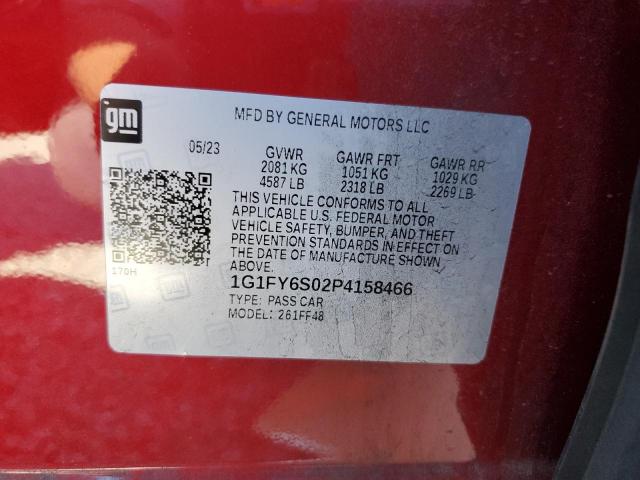 gm
MFD BY GENERAL MOTORS LLC
05/23 GVWR GAWR FRT GAWR RR
2081 KG 1051 KG 1029 KG
4587 LB 2318 LB 2269 LB
THIS VEHICLE CONFORMS TO ALL
APPLICABLE U.S. FEDERAL MOTOR
VEHICLE SAFETY, BUMPER, AND THEFT
PREVENTION STANDARDS IN EFFECT ON
THE DATE OF MANUFACTURE SHOWN
ABOVE.
170H
1G1FY6S02P4158466
TYPE: PASS CAR
MODEL: 261FF48